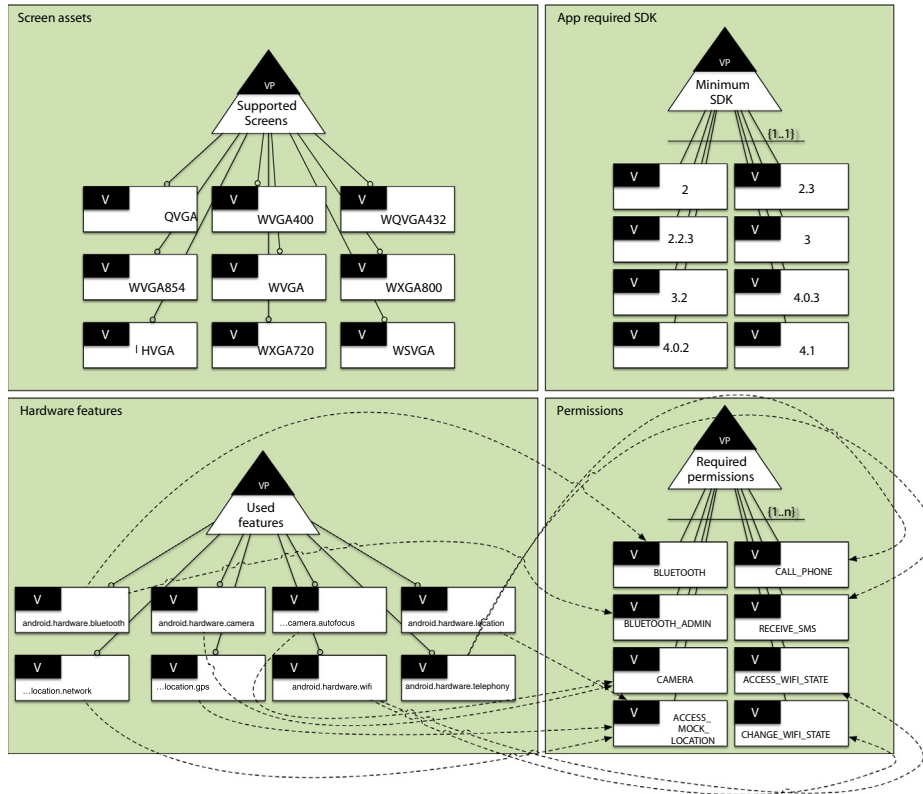 Screen assets
VP
Supported
Screens
V
QVGA
V
WVGA400
V
WQVGA432
V
WVGA854
V
WVGA
V
WXGA800
V
HVGA
V
WXGA720
V
WSVGA
App required SDK
VP
Minimum
SDK
{1..1}
V
2
V
2.3
V
2.2.3
V
3
V
3.2
V
4.0.3
V
4.0.2
V
4.1
Hardware features
VP
Used
features
V
android.hardware.bluetooth
V
android.hardware.camera
V
...camera.autofocus
V
android.hardware.location
V
...location.network
V
...location.gps
V
android.hardware.wifi
V
android.hardware.telephony
Permissions
VP
Required
permissions
{1..n}
V
BLUETOOTH
V
CALL_PHONE
V
BLUETOOTH_ADMIN
V
RECEIVE_SMS
V
CAMERA
V
ACCESS_WIFI_STATE
V
ACCESS_
MOCK_
LOCATION
V
CHANGE_WIFI_STATE